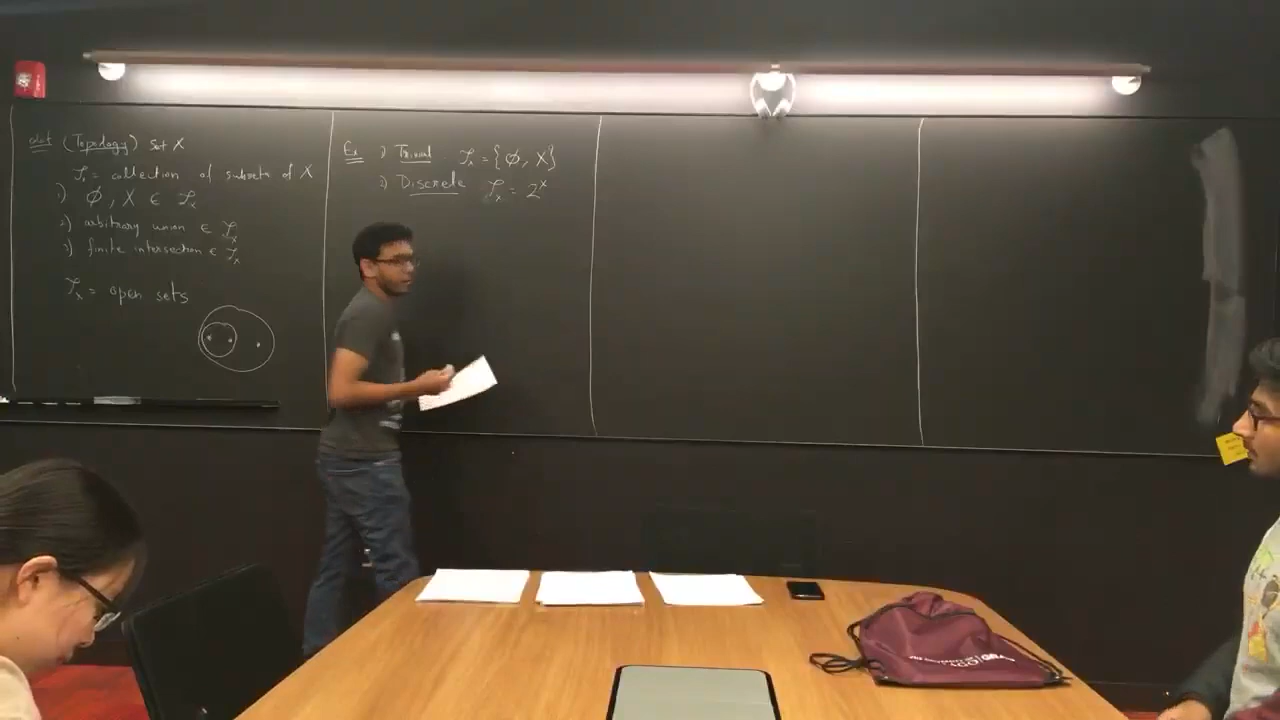 def (Topology) Set X
𝒯ₓ = collection of subsets of X
1) ϕ, X ∈ 𝒯ₓ
2) arbitrary union ∈ 𝒯ₓ
3) finite intersection ∈ 𝒯ₓ
𝒯ₓ = open sets
Ex 1) Trivial 𝒯ₓ = {ϕ, X}
2) Discrete 𝒯ₓ = 2ˣ